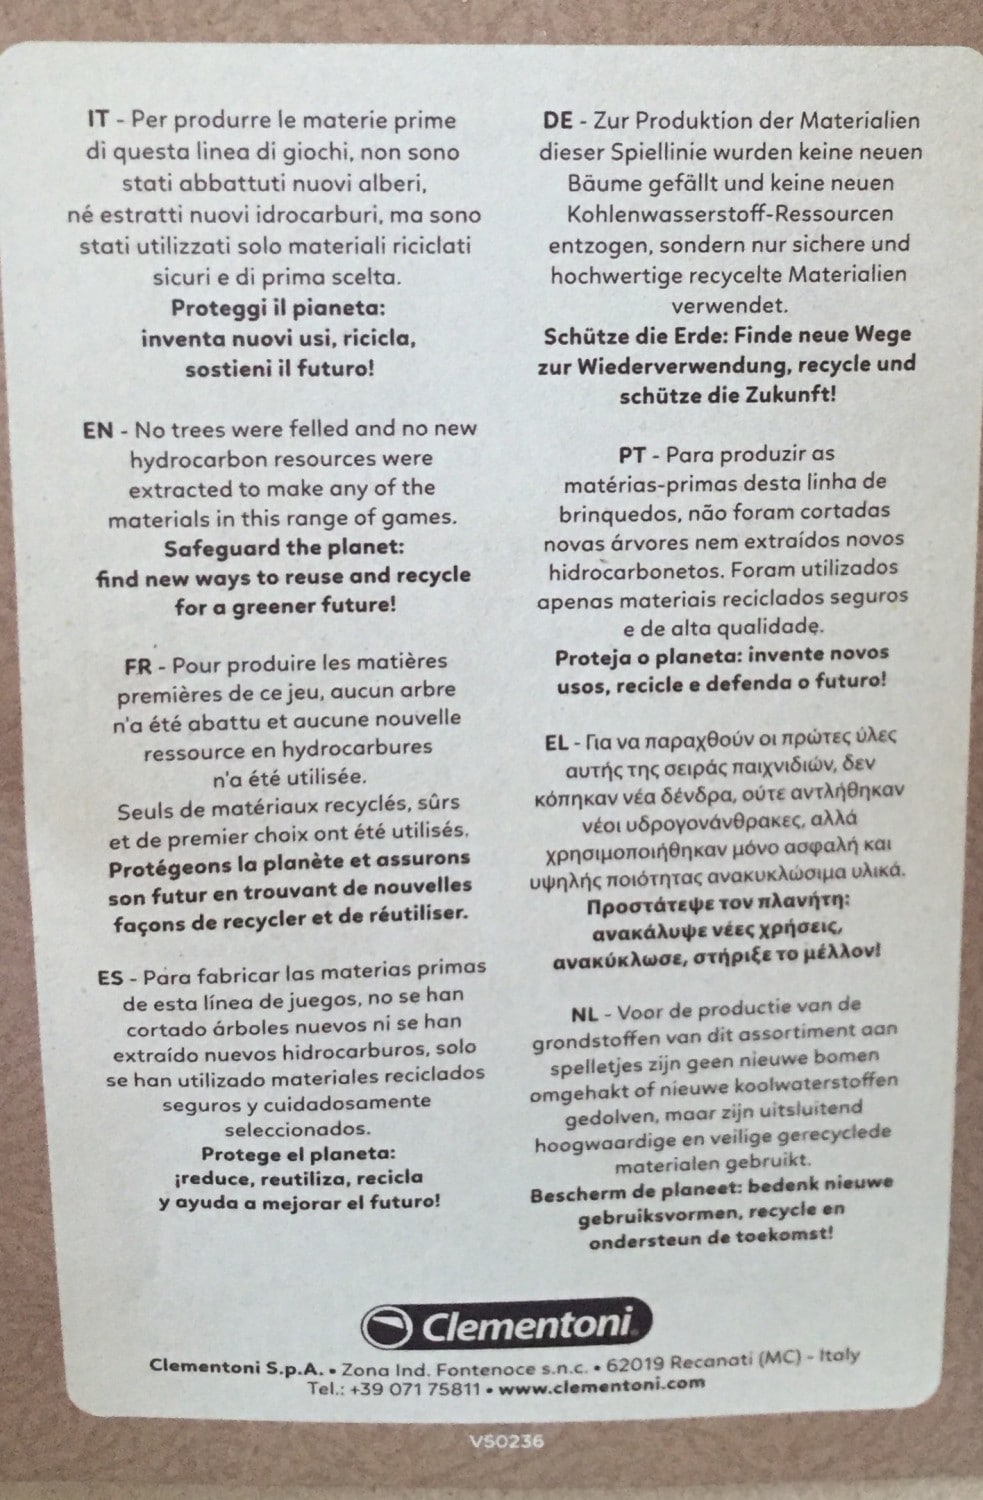 IT - Per produrre le materie prime
di questa linea di giochi, non sono
stati abbattuti nuovi alberi,
né estratti nuovi idrocarburi, ma sono
stati utilizzati solo materiali riciclati
sicuri e di prima scelta.
Proteggi il pianeta:
inventa nuovi usi, ricicla,
sostieni il futuro!
EN - No trees were felled and no new
hydrocarbon resources were
extracted to make any of the
materials in this range of games.
Safeguard the planet:
find new ways to reuse and recycle
for a greener future!
FR - Pour produire les matières
premières de ce jeu, aucun arbre
n'a été abattu et aucune nouvelle
ressource en hydrocarbures
n'a été utilisée.
Seuls de matériaux recyclés, sûrs
et de premier choix ont été utilisés.
Protégeons la planète et assurons
son futur en trouvant de nouvelles
façons de recycler et de réutiliser.
ES - Para fabricar las materias primas
de esta línea de juegos, no se han
cortado árboles nuevos ni se han
extraído nuevos hidrocarburos, solo
se han utilizado materiales reciclados
seguros y cuidadosamente
seleccionados.
Protege el planeta:
¡reduce, reutiliza, recicla
y ayuda a mejorar el futuro!
DE - Zur Produktion der Materialien
dieser Spiellinie wurden keine neuen
Bäume gefällt und keine neuen
Kohlenwasserstoff-Ressourcen
entzogen, sondern nur sichere und
hochwertige recycelte Materialien
verwendet.
Schütze die Erde: Finde neue Wege
zur Wiederverwendung, recycle und
schütze die Zukunft!
PT - Para produzir as
matérias-primas desta linha de
brinquedos, não foram cortadas
novas árvores nem extraídos novos
hidrocarbonetos. Foram utilizados
apenas materiais reciclados seguros
e de alta qualidade.
Proteja o planeta: invente novos
usos, recicle e defenda o futuro!
EL - Για να παραχθούν οι πρώτες ύλες
αυτής της σειράς παιχνιδιών, δεν
κόπηκαν νέα δένδρα, ούτε αντλήθηκαν
νέοι υδρογονάνθρακες, αλλά
χρησιμοποιήθηκαν μόνο ασφαλή και
υψηλής ποιότητας ανακυκλώσιμα υλικά.
Προστάτεψε τον πλανήτη:
ανακάλυψε νέες χρήσεις,
ανακύκλωσε, στήριξε το μέλλον!
NL - Voor de productie van de
grondstoffen van dit assortiment aan
spelletjes zijn geen nieuwe bomen
omgehakt of nieuwe koolwaterstoffen
gedolven, maar zijn uitsluitend
hoogwaardige en veilige gerecyclede
materialen gebruikt.
Bescherm de planeet: bedenk nieuwe
gebruiksvormen, recycle en
ondersteun de toekomst!
Clementoni
Clementoni S.p.A. • Zona Ind. Fontenoce s.n.c. • 62019 Recanati (MC) - Italy
Tel.: +39 071 75811 • www.clementoni.com
VS0236